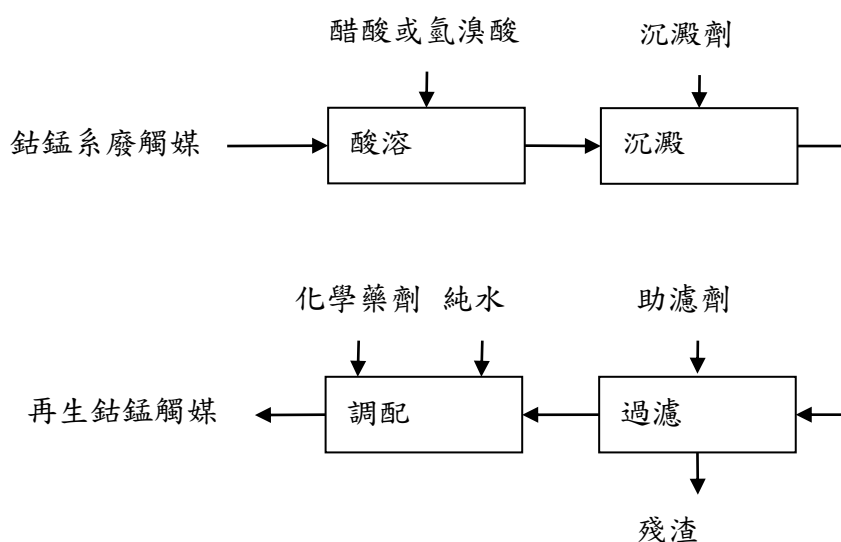 醋酸或氫溴酸 沉澱劑
鈷錳系廢觸媒 酸溶 沉澱
化學藥劑 純水 助濾劑
再生鈷錳觸媒 調配 過濾
殘渣